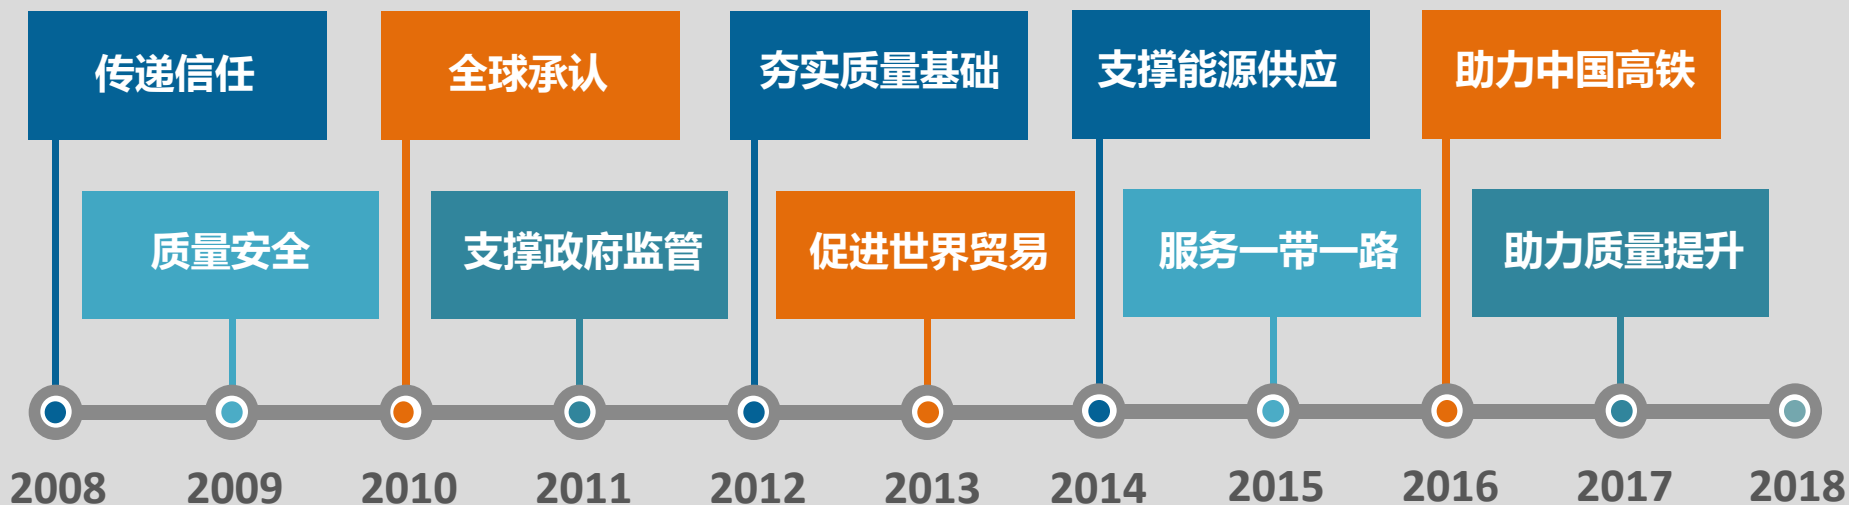 传递信任
全球承认
夯实质量基础
支撑能源供应
助力中国高铁
质量安全
支撑政府监管
促进世界贸易
服务一带一路
助力质量提升
2008
2009
2010
2011
2012
2013
2014
2015
2016
2017
2018